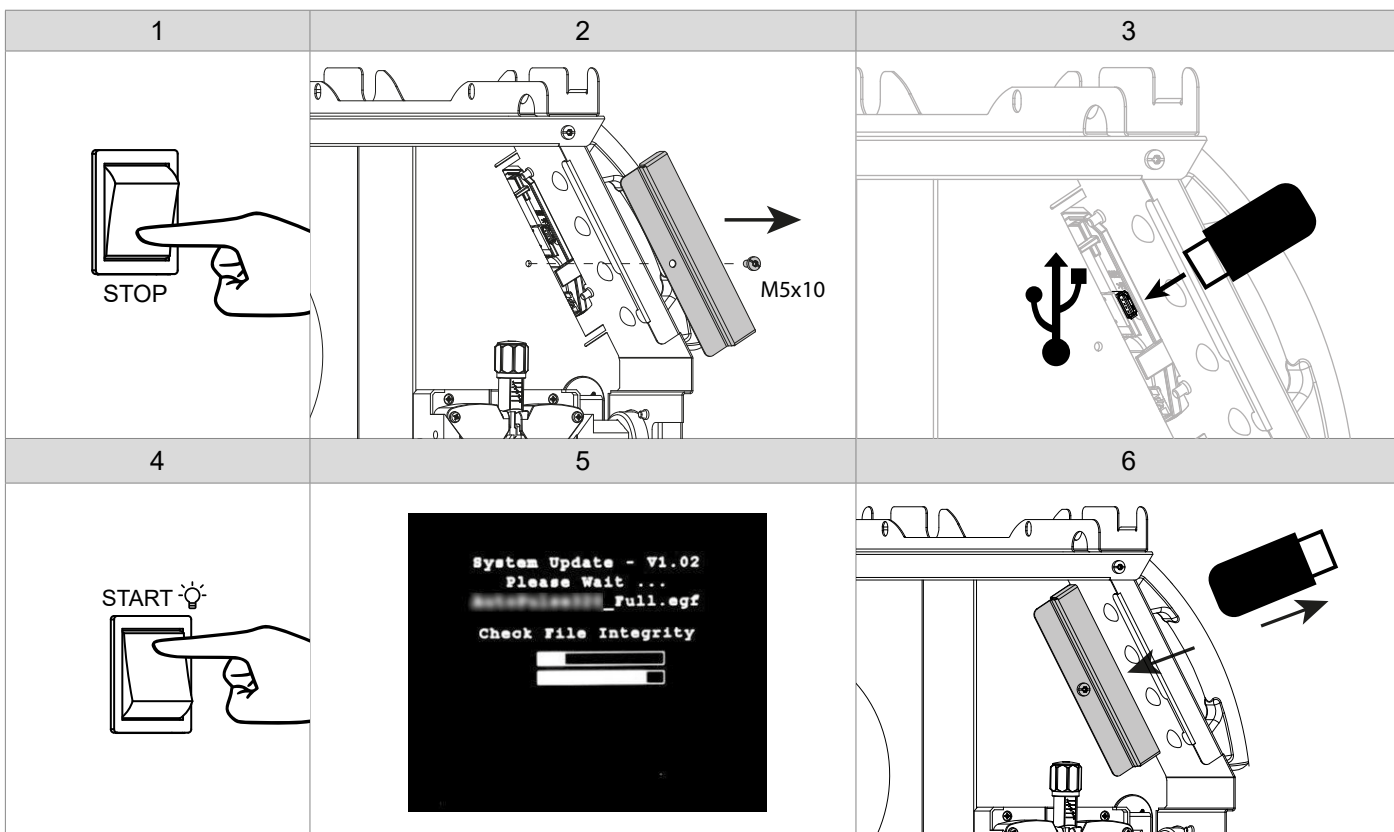 1
2
3
STOP
M5x10
4
5
6
START
System Update - V1.02
Please Wait ...
_Full.egf
Check File Integrity